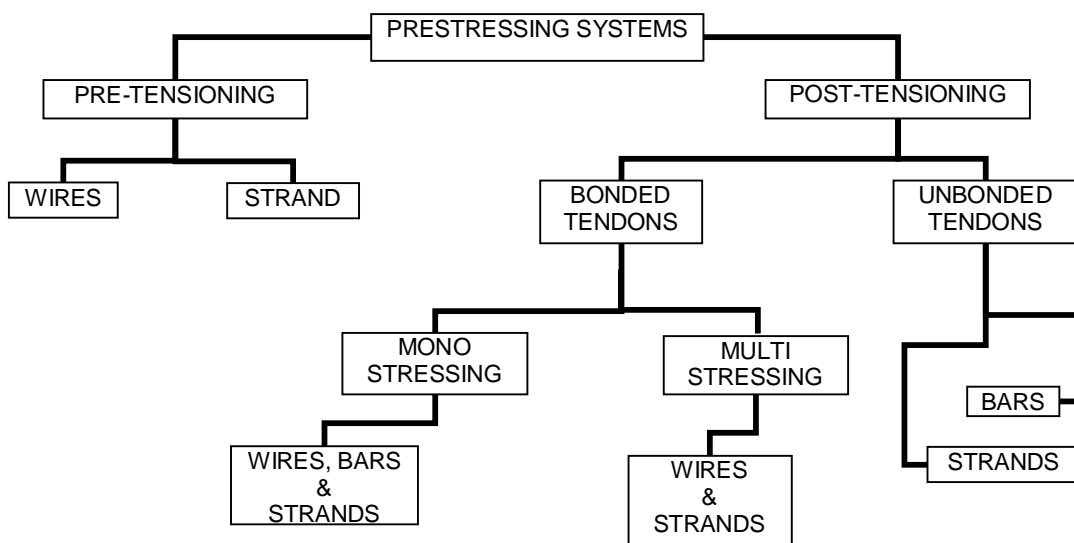 PRESTRESSING SYSTEMS
PRE-TENSIONING
POST-TENSIONING
WIRES
STRAND
BONDED
TENDONS
UNBONDED
TENDONS
MONO
STRESSING
MULTI
STRESSING
BARS
WIRES, BARS
&
STRANDS
WIRES
&
STRANDS
STRANDS